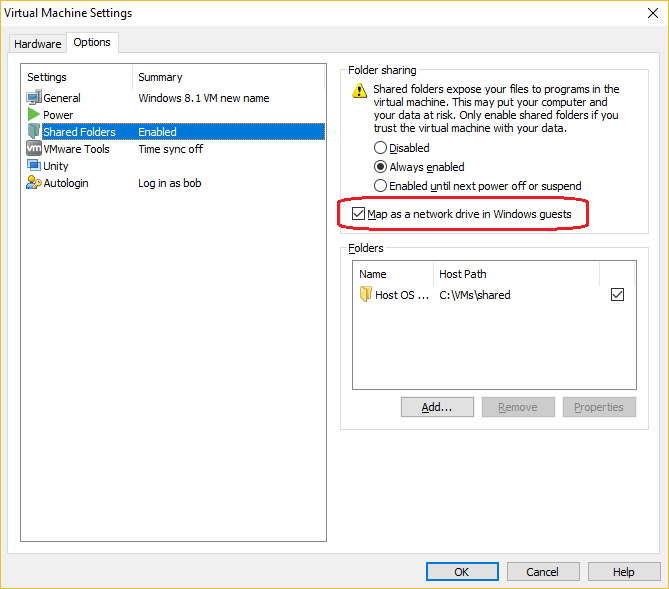 Virtual Machine Settings
Hardware Options
Settings Summary
General Windows 8.1 VM new name
Power
Shared Folders Enabled
VMware Tools Time sync off
Unity
Autologin Log in as bob
Folder sharing
Shared folders expose your files to programs in the
virtual machine. This may put your computer and
your data at risk. Only enable shared folders if you
trust the virtual machine with your data.
Disabled
Always enabled
Enabled until next power off or suspend
Map as a network drive in Windows guests
Folders
Name Host Path
Host OS ... C:\VMs\shared
Add... Remove Properties
OK Cancel Help